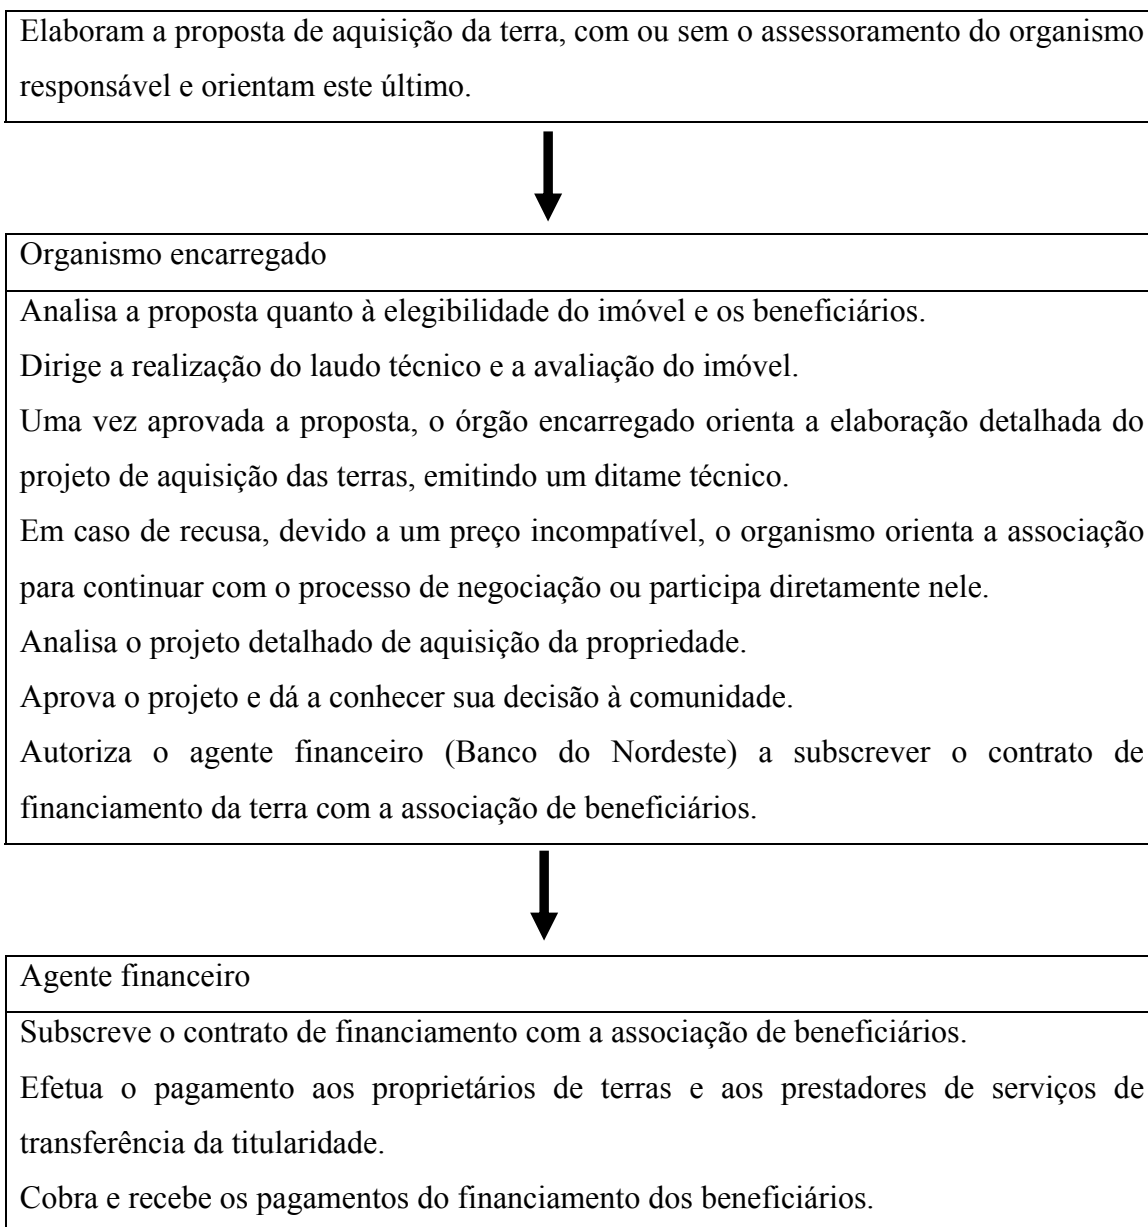 Elaboram a proposta de aquisição da terra, com ou sem o assessoramento do organismo
responsável e orientam este último.
Organismo encarregado
Analisa a proposta quanto à elegibilidade do imóvel e os beneficiários.
Dirige a realização do laudo técnico e a avaliação do imóvel.
Uma vez aprovada a proposta, o órgão encarregado orienta a elaboração detalhada do
projeto de aquisição das terras, emitindo um ditame técnico.
Em caso de recusa, devido a um preço incompatível, o organismo orienta a associação
para continuar com o processo de negociação ou participa diretamente nele.
Analisa o projeto detalhado de aquisição da propriedade.
Aprova o projeto e dá a conhecer sua decisão à comunidade.
Autoriza o agente financeiro (Banco do Nordeste) a subscrever o contrato de
financiamento da terra com a associação de beneficiários.
Agente financeiro
Subscreve o contrato de financiamento com a associação de beneficiários.
Efetua o pagamento aos proprietários de terras e aos prestadores de serviços de
transferência da titularidade.
Cobra e recebe os pagamentos do financiamento dos beneficiários.